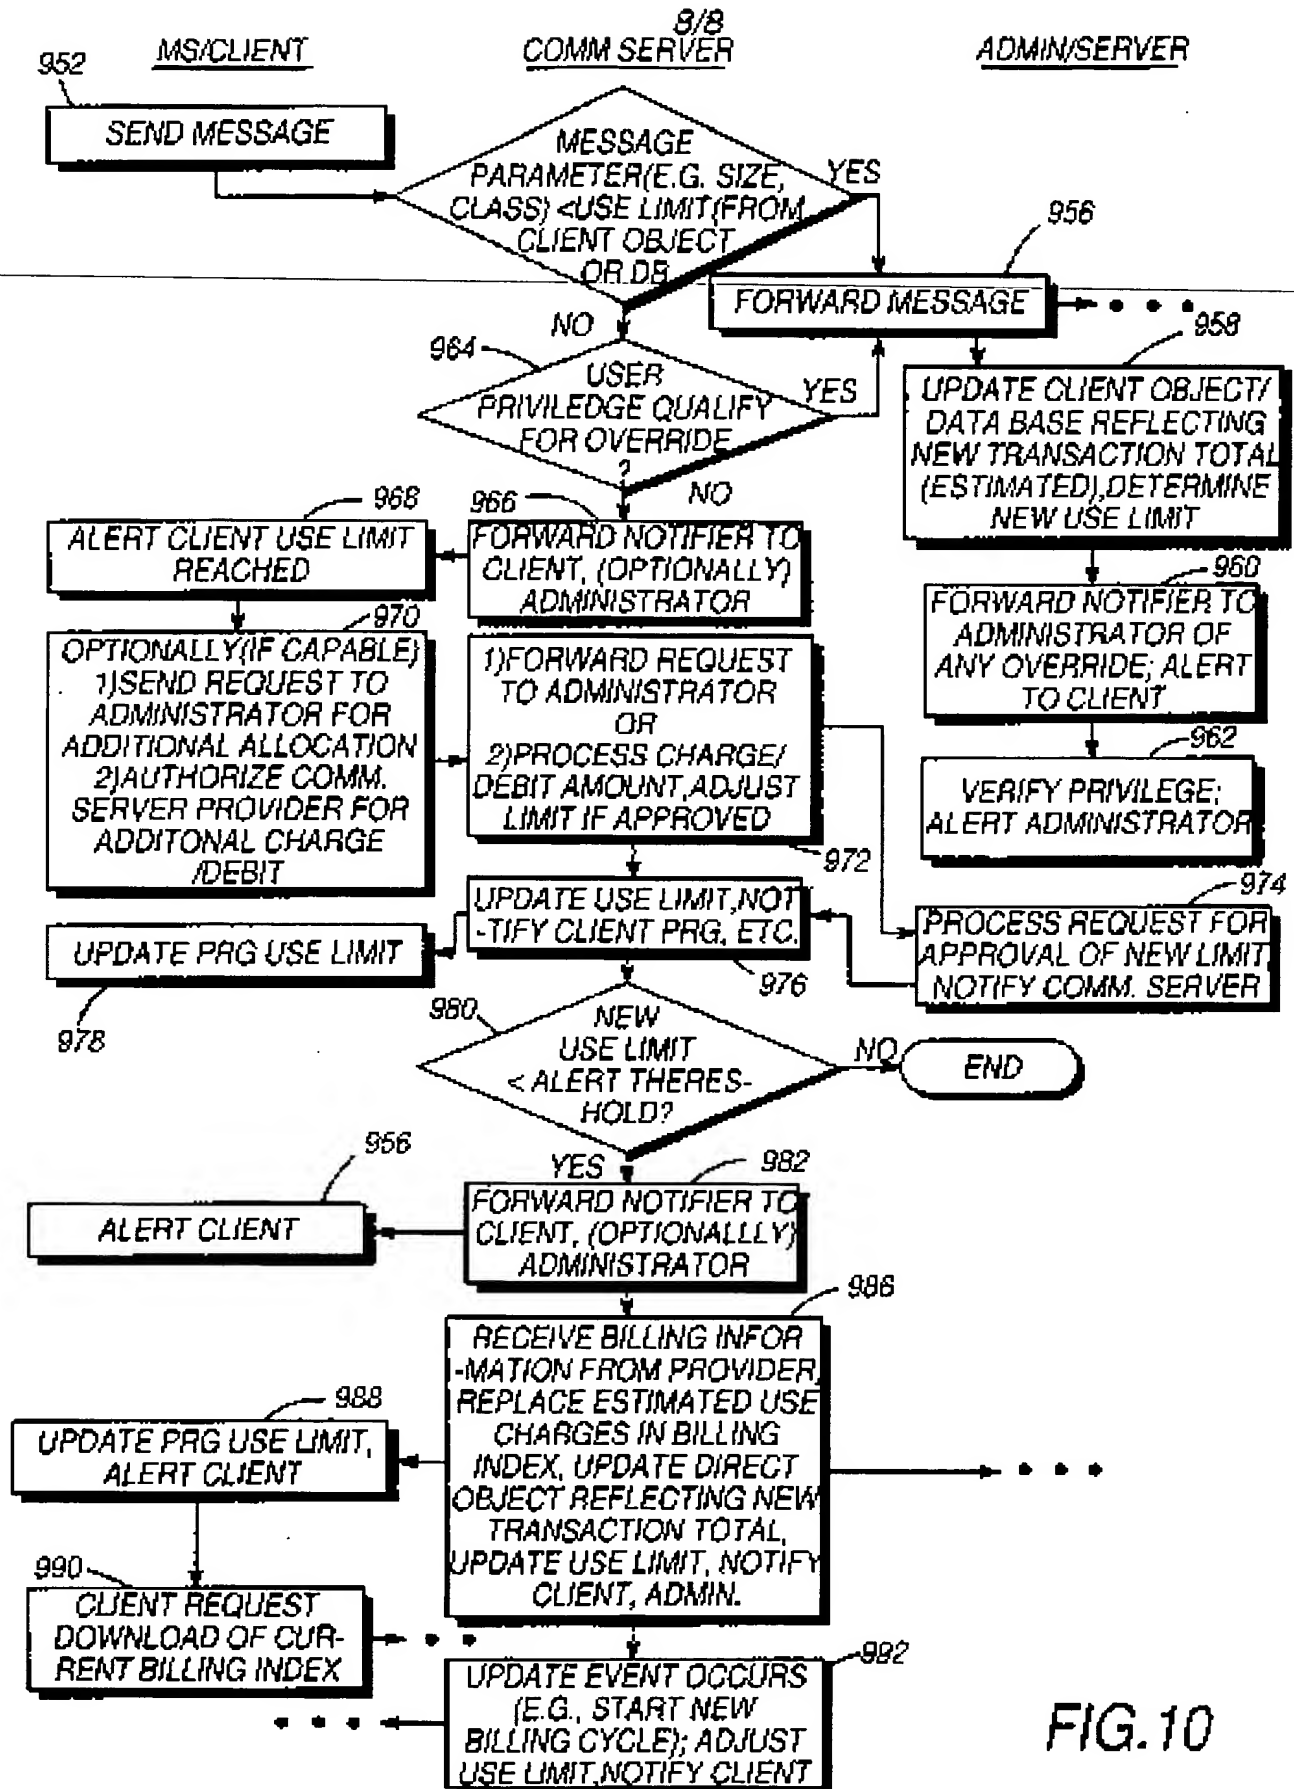 8/8
MS/CLIENT
COMM SERVER
ADMIN/SERVER
952
SEND MESSAGE
MESSAGE
PARAMETER(E.G. SIZE,
CLASS) <USE LIMIT(FROM
CLIENT OBJECT
OR DB
YES
956
FORWARD MESSAGE
NO
964
USER
PRIVILEDGE QUALIFY
FOR OVERRIDE
?
YES
NO
958
UPDATE CLIENT OBJECT/
DATA BASE REFLECTING
NEW TRANSACTION TOTAL
(ESTIMATED),DETERMINE
NEW USE LIMIT
968
ALERT CLIENT USE LIMIT
REACHED
966
FORWARD NOTIFIER TO
CLIENT, (OPTIONALLY)
ADMINISTRATOR
960
FORWARD NOTIFIER TO
ADMINISTRATOR OF
ANY OVERRIDE; ALERT
TO CLIENT
970
OPTIONALLY(IF CAPABLE)
1)SEND REQUEST TO
ADMINISTRATOR FOR
ADDITIONAL ALLOCATION
2)AUTHORIZE COMM.
SERVER PROVIDER FOR
ADDITONAL CHARGE
/DEBIT
1)FORWARD REQUEST
TO ADMINISTRATOR
OR
2)PROCESS CHARGE/
DEBIT AMOUNT,ADJUST
LIMIT IF APPROVED
972
962
VERIFY PRIVILEGE;
ALERT ADMINISTRATOR
974
PROCESS REQUEST FOR
APPROVAL OF NEW LIMIT
NOTIFY COMM. SERVER
UPDATE USE LIMIT,NOT
-TIFY CLIENT PRG, ETC.
976
UPDATE PRG USE LIMIT
978
980
NEW
USE LIMIT
< ALERT THERES-
HOLD?
NO
END
YES
956
ALERT CLIENT
982
FORWARD NOTIFIER TO
CLIENT, (OPTIONALLLY)
ADMINISTRATOR
986
RECEIVE BILLING INFOR
-MATION FROM PROVIDER,
REPLACE ESTIMATED USE
CHARGES IN BILLING
INDEX, UPDATE DIRECT
OBJECT REFLECTING NEW
TRANSACTION TOTAL,
UPDATE USE LIMIT, NOTIFY
CLIENT, ADMIN.
988
UPDATE PRG USE LIMIT,
ALERT CLIENT
990
CLIENT REQUEST
DOWNLOAD OF CUR-
RENT BILLING INDEX
992
UPDATE EVENT OCCURS
(E.G., START NEW
BILLING CYCLE); ADJUST
USE LIMIT,NOTIFY CLIENT
FIG.10